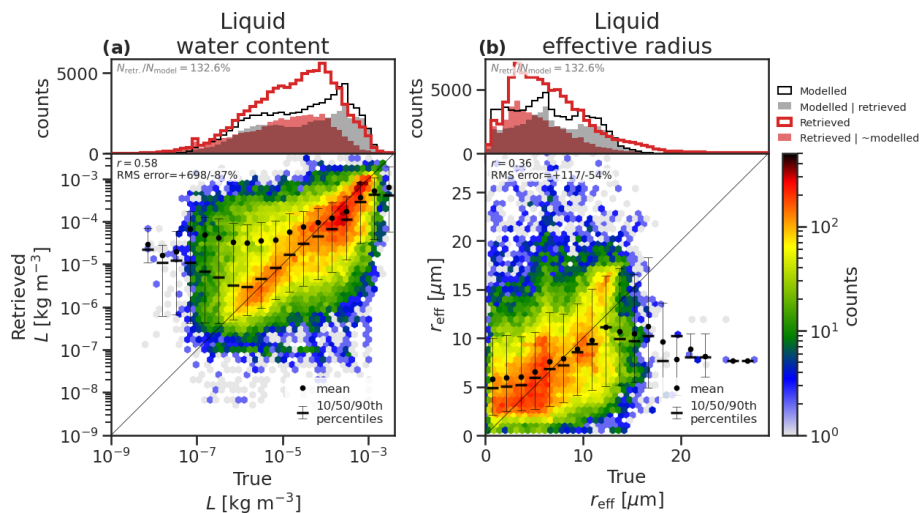 Liquid
water content
(a)
N_retr./N_model = 132.6%
5000
counts
0
r = 0.58
RMS error=+698/-87%
10^−3
10^−4
10^−5
10^−6
10^−7
10^−8
10^−9
Retrieved
L [kg m^−3]
mean
10/50/90th
percentiles
10^−9 10^−7 10^−5 10^−3
True
L [kg m^−3]
Liquid
effective radius
(b)
N_retr./N_model = 132.6%
5000
counts
0
r = 0.36
RMS error=+117/-54%
25
20
15
10
5
0
r_eff [μm]
mean
10/50/90th
percentiles
0 10 20
True
r_eff [μm]
Modelled
Modelled | retrieved
Retrieved
Retrieved | ~modelled
10^2
10^1
10^0
counts